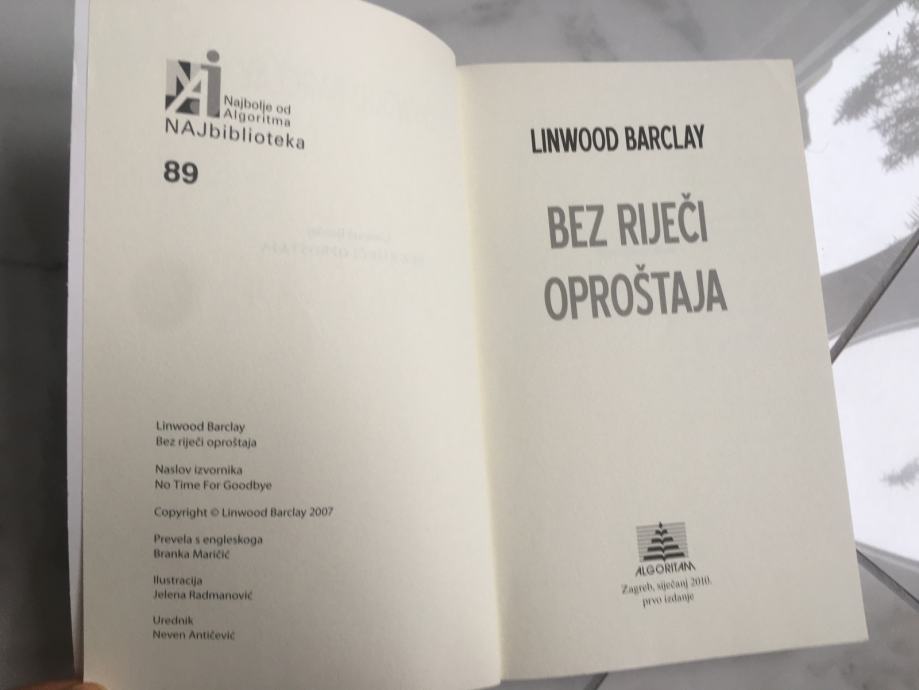 NAJ
Najbolje od
Algoritma
NAJbiblioteka
89
Linwood Barclay
Bez riječi oproštaja
Naslov izvornika
No Time For Goodbye
Copyright © Linwood Barclay 2007
Prevela s engleskoga
Branka Maričić
Ilustracija
Jelena Radmanović
Urednik
Neven Antičević
LINWOOD BARCLAY
BEZ RIJEČI
OPROŠTAJA
ALGORITAM
Zagreb, siječanj 2010.
prvo izdanje